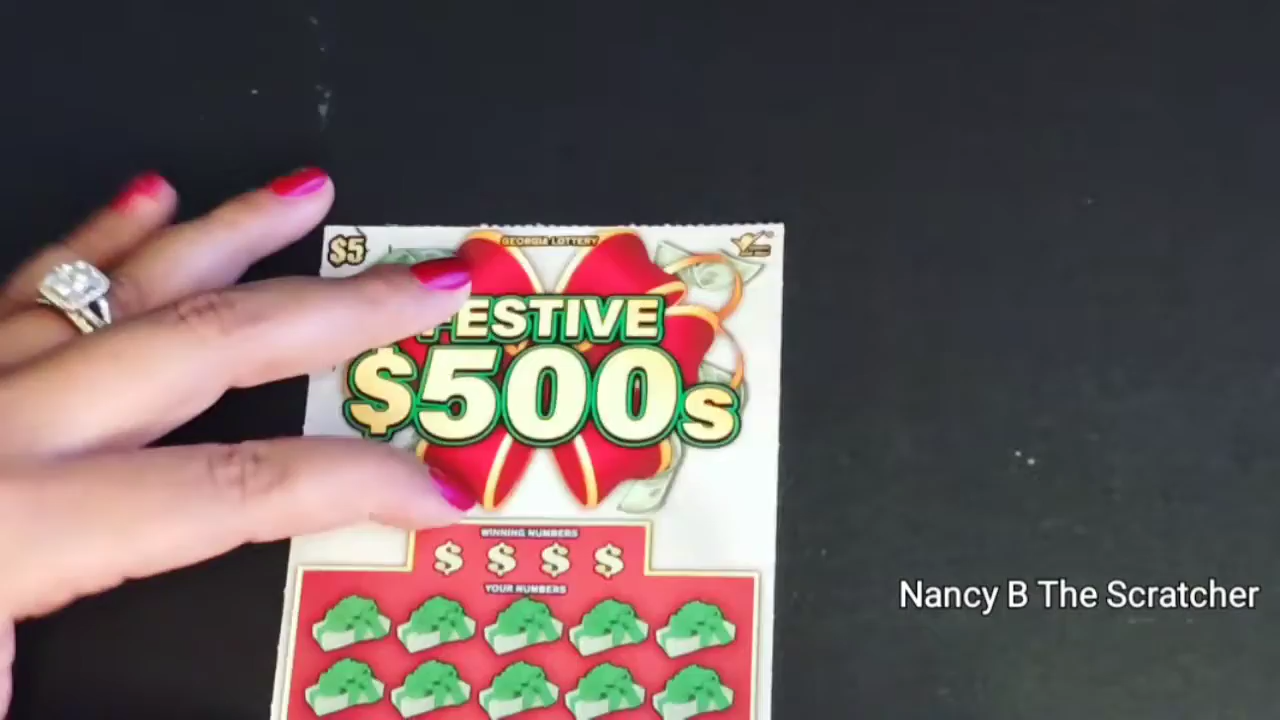 $5
GEORGIA LOTTERY
FESTIVE
$500s
WINNING NUMBERS
$ $ $ $
YOUR NUMBERS
Nancy B The Scratcher